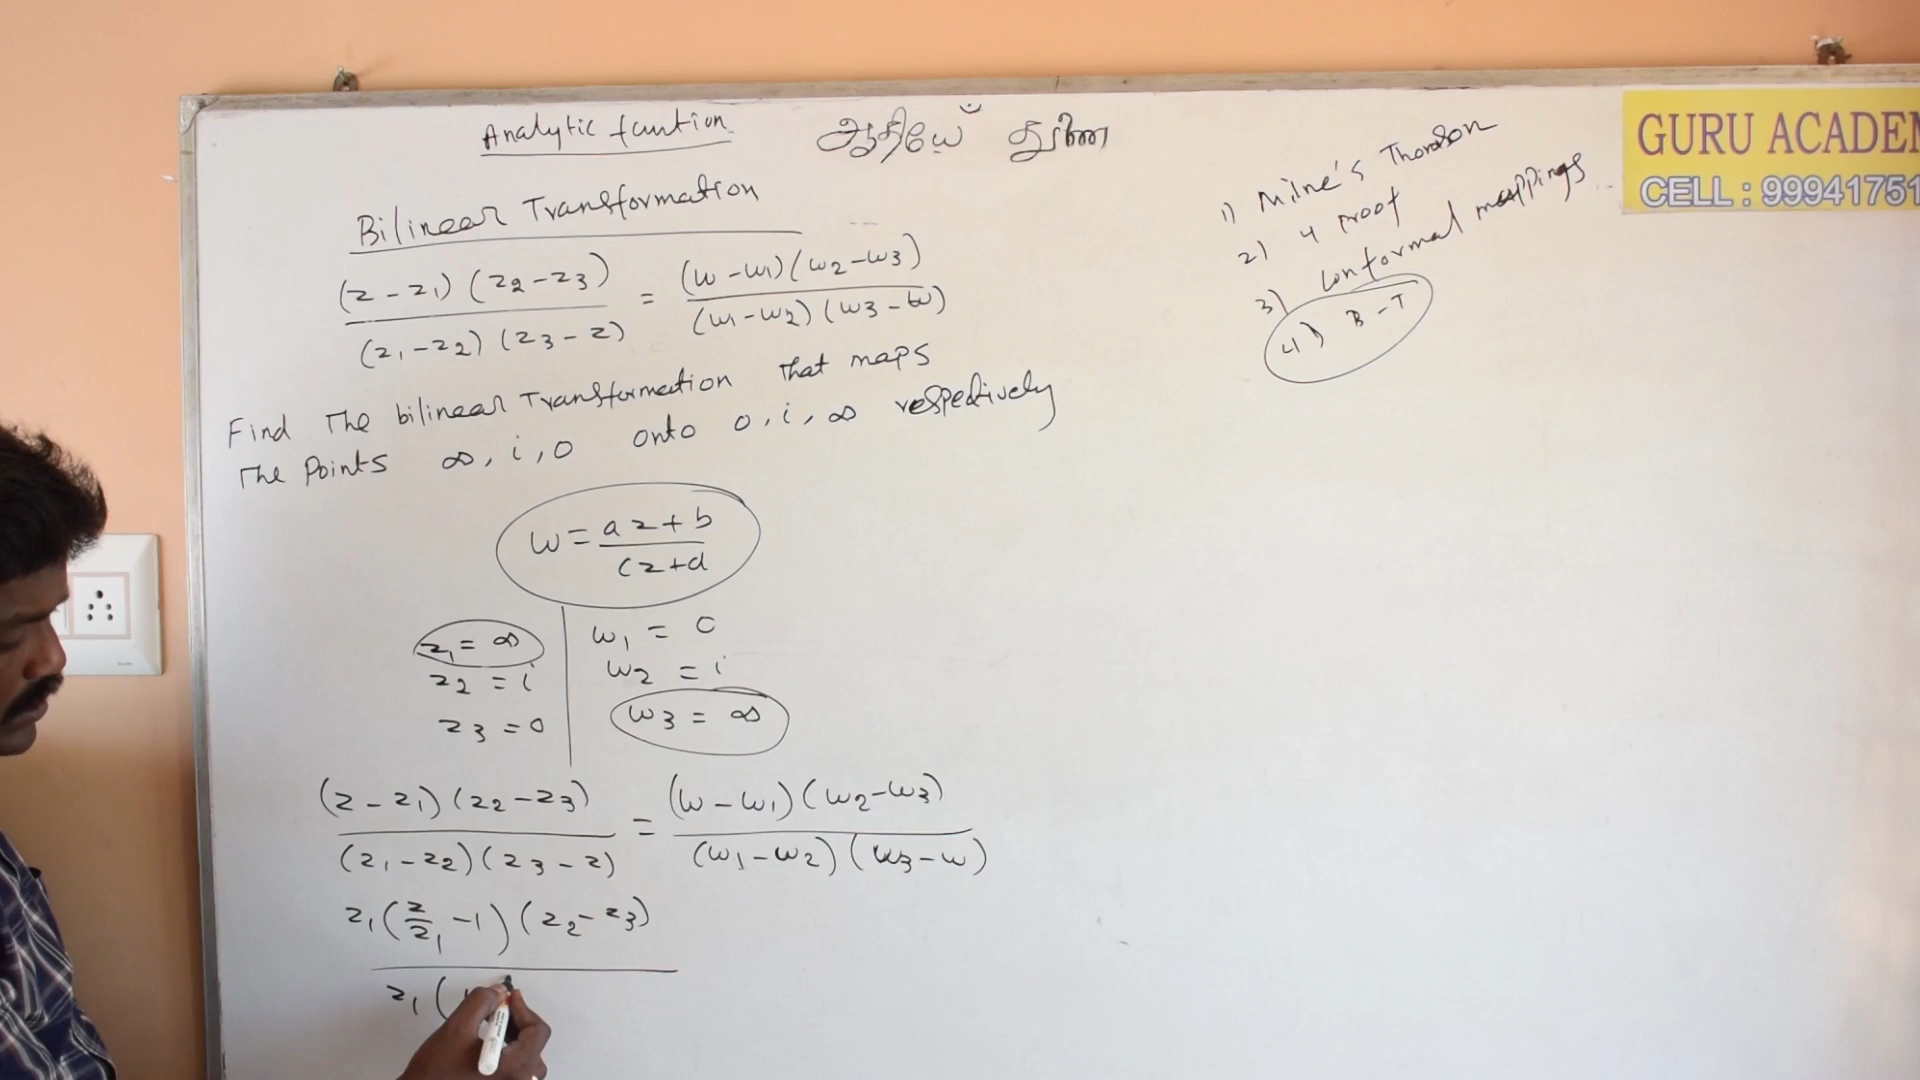 Analytic function
ஆதியே துணை
Bilinear Transformation
(z - z1) (z2 - z3) / (z1 - z2) (z3 - z) = (w - w1) (w2 - w3) / (w1 - w2) (w3 - w)
Find The bilinear Transformation That maps
The Points ∞, i, 0 onto 0, i, ∞ respectively
w = az + b / cz + d
z1 = ∞
z2 = i
z3 = 0
w1 = 0
w2 = i
w3 = ∞
(z - z1) (z2 - z3) / (z1 - z2) (z3 - z) = (w - w1) (w2 - w3) / (w1 - w2) (w3 - w)
z1 (z/z1 - 1) (z2 - z3)
z1 (
1) Milne's Thomson
2) 4 proof
3) conformal mappings
4) B - T
GURU ACADEM
CELL : 99941751